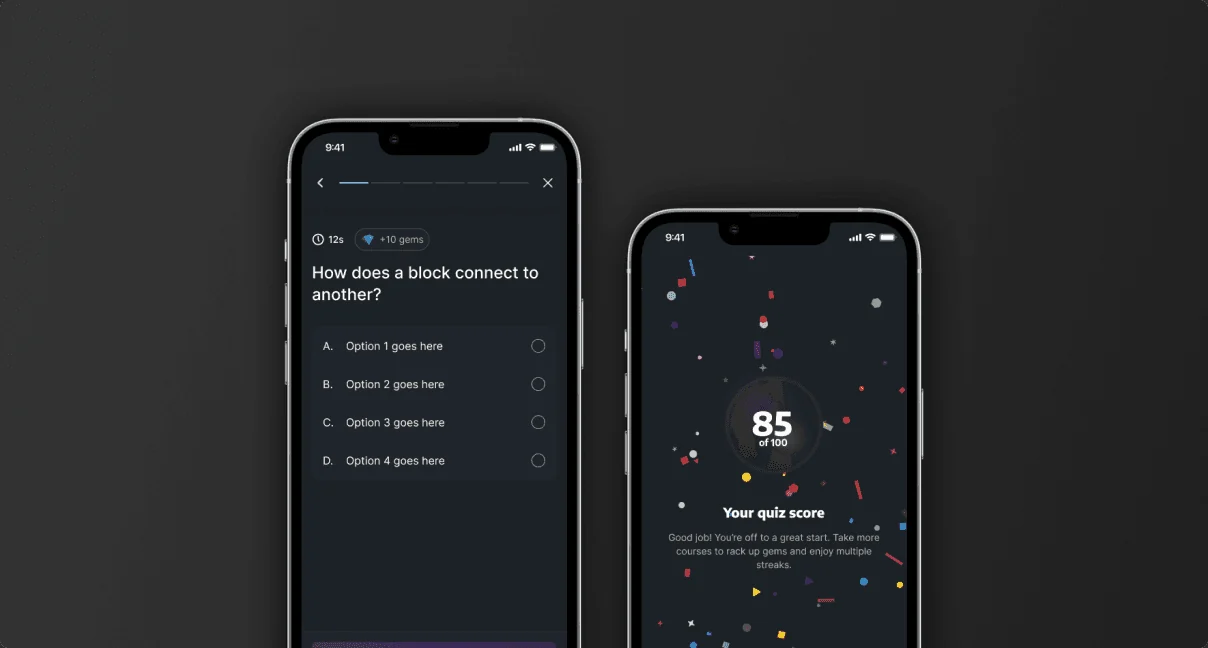 9:41
12s
+10 gems
How does a block connect to
another?
A. Option 1 goes here
B. Option 2 goes here
C. Option 3 goes here
D. Option 4 goes here
9:41
85
of 100
Your quiz score
Good job! You're off to a great start. Take more
courses to rack up gems and enjoy multiple
streaks.